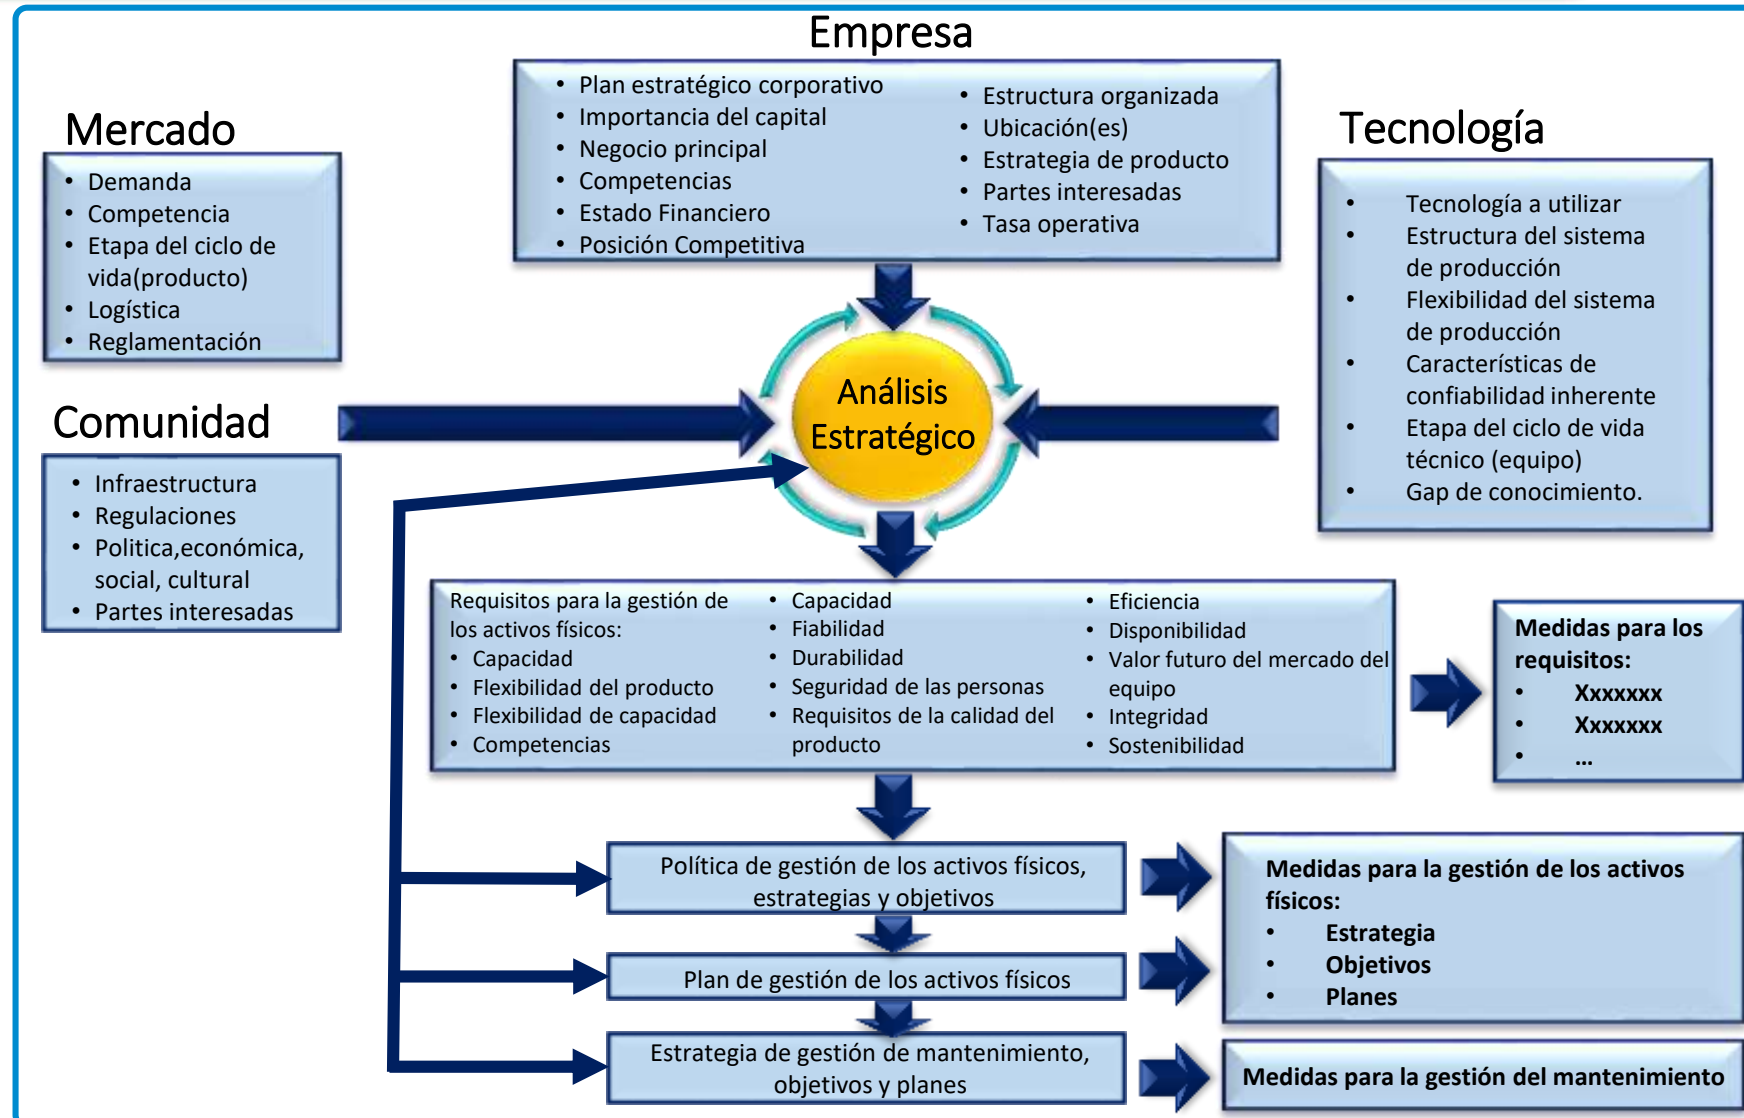 Empresa
• Plan estratégico corporativo
• Importancia del capital
• Negocio principal
• Competencias
• Estado Financiero
• Posición Competitiva
• Estructura organizada
• Ubicación(es)
• Estrategia de producto
• Partes interesadas
• Tasa operativa
Mercado
• Demanda
• Competencia
• Etapa del ciclo de
vida(producto)
• Logística
• Reglamentación
Tecnología
• Tecnología a utilizar
• Estructura del sistema
de producción
• Flexibilidad del sistema
de producción
• Características de
confiabilidad inherente
• Etapa del ciclo de vida
técnico (equipo)
• Gap de conocimiento.
Comunidad
• Infraestructura
• Regulaciones
• Politica,económica,
social, cultural
• Partes interesadas
Análisis
Estratégico
Requisitos para la gestión de
los activos físicos:
• Capacidad
• Flexibilidad del producto
• Flexibilidad de capacidad
• Competencias
• Capacidad
• Fiabilidad
• Durabilidad
• Seguridad de las personas
• Requisitos de la calidad del
producto
• Eficiencia
• Disponibilidad
• Valor futuro del mercado del
equipo
• Integridad
• Sostenibilidad
Medidas para los
requisitos:
• Xxxxxxx
• Xxxxxxx
• ...
Política de gestión de los activos físicos,
estrategias y objetivos
Medidas para la gestión de los activos
físicos:
• Estrategia
• Objetivos
• Planes
Plan de gestión de los activos físicos
Estrategia de gestión de mantenimiento,
objetivos y planes
Medidas para la gestión del mantenimiento